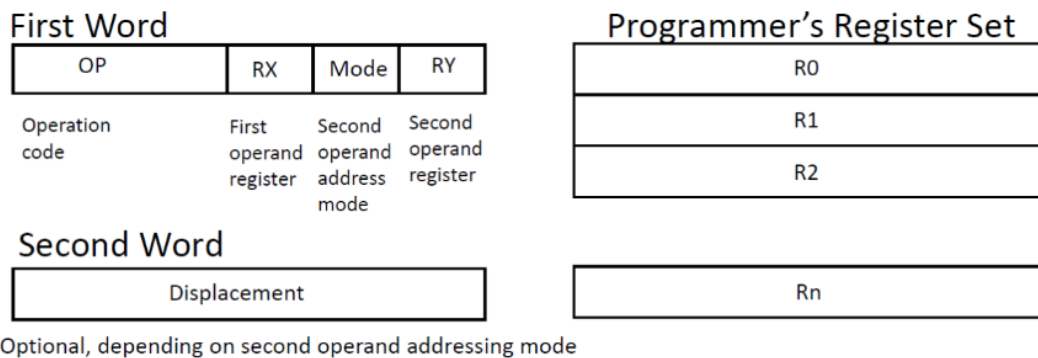 First Word
OP RX Mode RY
Operation code
First operand register
Second operand address mode
Second operand register
Second Word
Displacement
Optional, depending on second operand addressing mode
Programmer's Register Set
R0
R1
R2
Rn